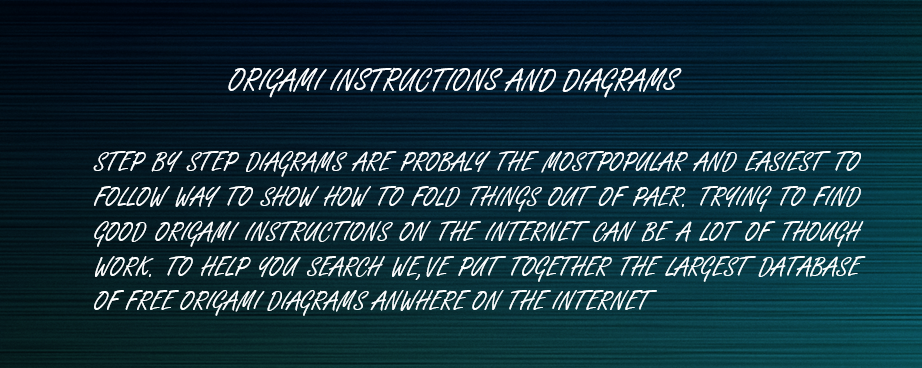 ORIGAMI INSTRUCTIONS AND DIAGRAMS
STEP BY STEP DIAGRAMS ARE PROBALY THE MOSTPOPULAR AND EASIEST TO
FOLLOW WAY TO SHOW HOW TO FOLD THINGS OUT OF PAER. TRYING TO FIND
GOOD ORIGAMI INSTRUCTIONS ON THE INTERNET CAN BE A LOT OF THOUGH
WORK. TO HELP YOU SEARCH WE,VE PUT TOGETHER THE LARGEST DATABASE
OF FREE ORIGAMI DIAGRAMS ANWHERE ON THE INTERNET